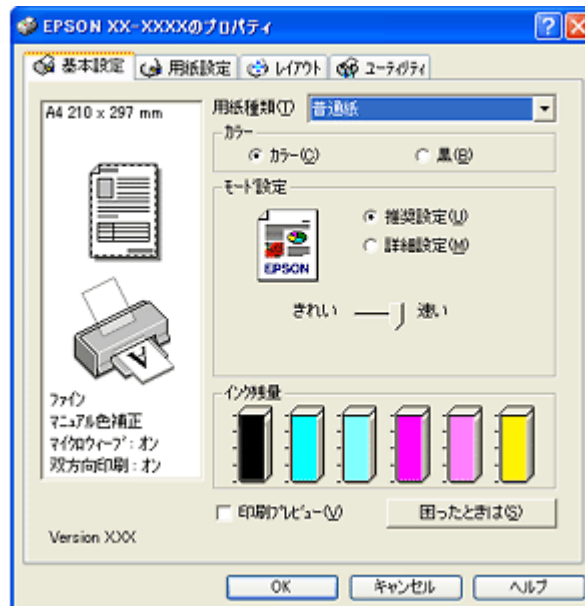 EPSON XX-XXXXのプロパティ
基本設定 用紙設定 レイアウト ユーティリティ
A4 210 x 297 mm
用紙種類(T) 普通紙
カラー
カラー(C) 黒(B)
モード設定
推奨設定(U)
詳細設定(M)
EPSON
きれい 速い
A
ファイン
マニュアル色補正
マイクロウィーブ：オン
双方向印刷：オン
インク残量
印刷プレビュー(V) 困ったときは(S)
Version XXX
OK キャンセル ヘルプ